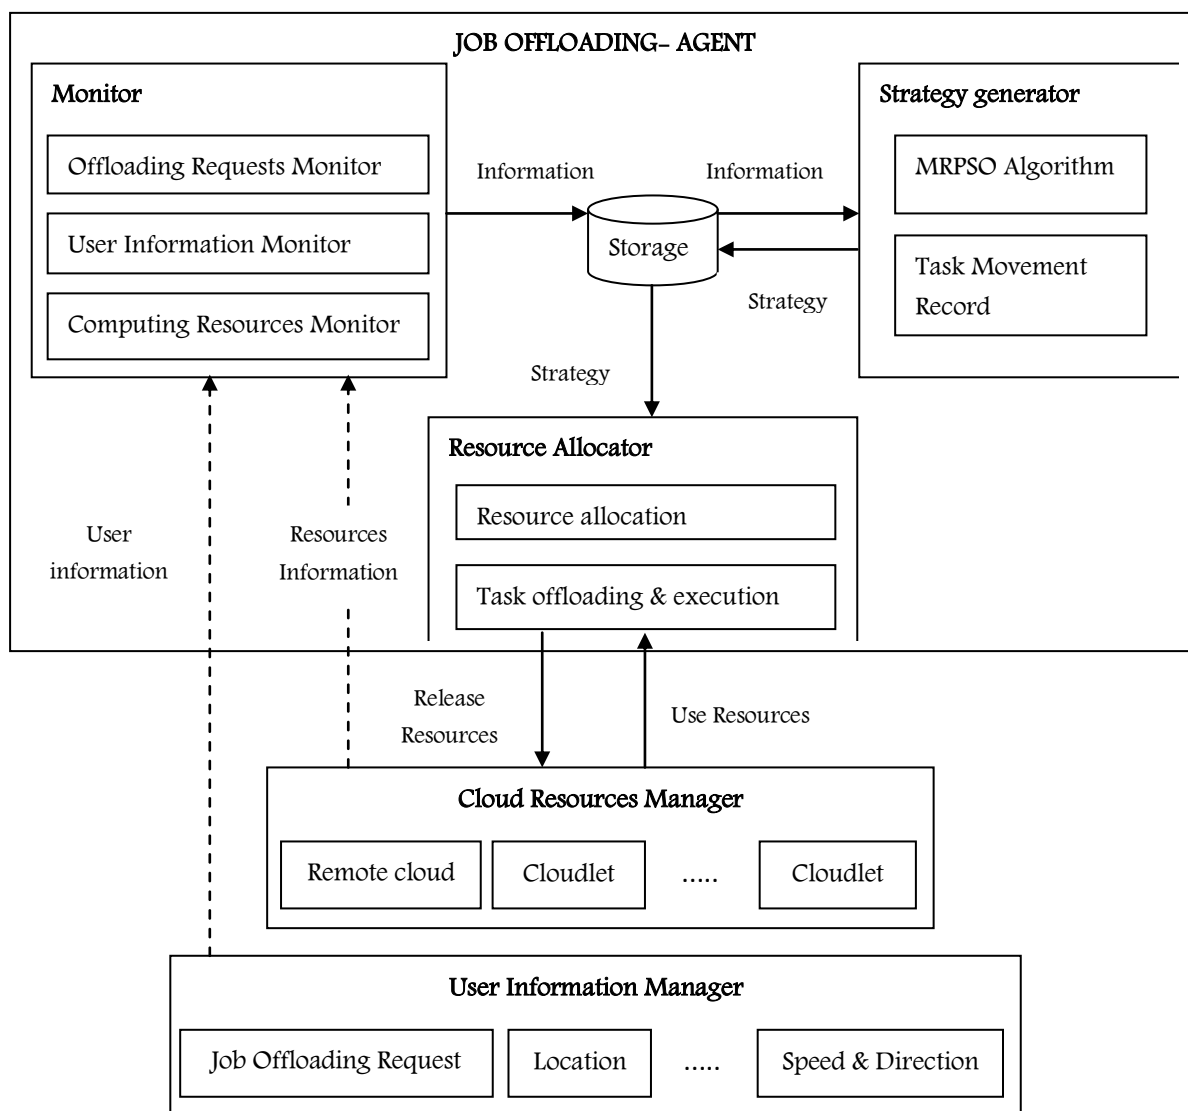 JOB OFFLOADING- AGENT
Monitor
Offloading Requests Monitor
User Information Monitor
Computing Resources Monitor
Information
Storage
Information
Strategy
Strategy generator
MRPSO Algorithm
Task Movement
Record
Strategy
Resource Allocator
Resource allocation
Task offloading & execution
User
information
Resources
Information
Release
Resources
Use Resources
Cloud Resources Manager
Remote cloud
Cloudlet
.....
Cloudlet
User Information Manager
Job Offloading Request
Location
.....
Speed & Direction